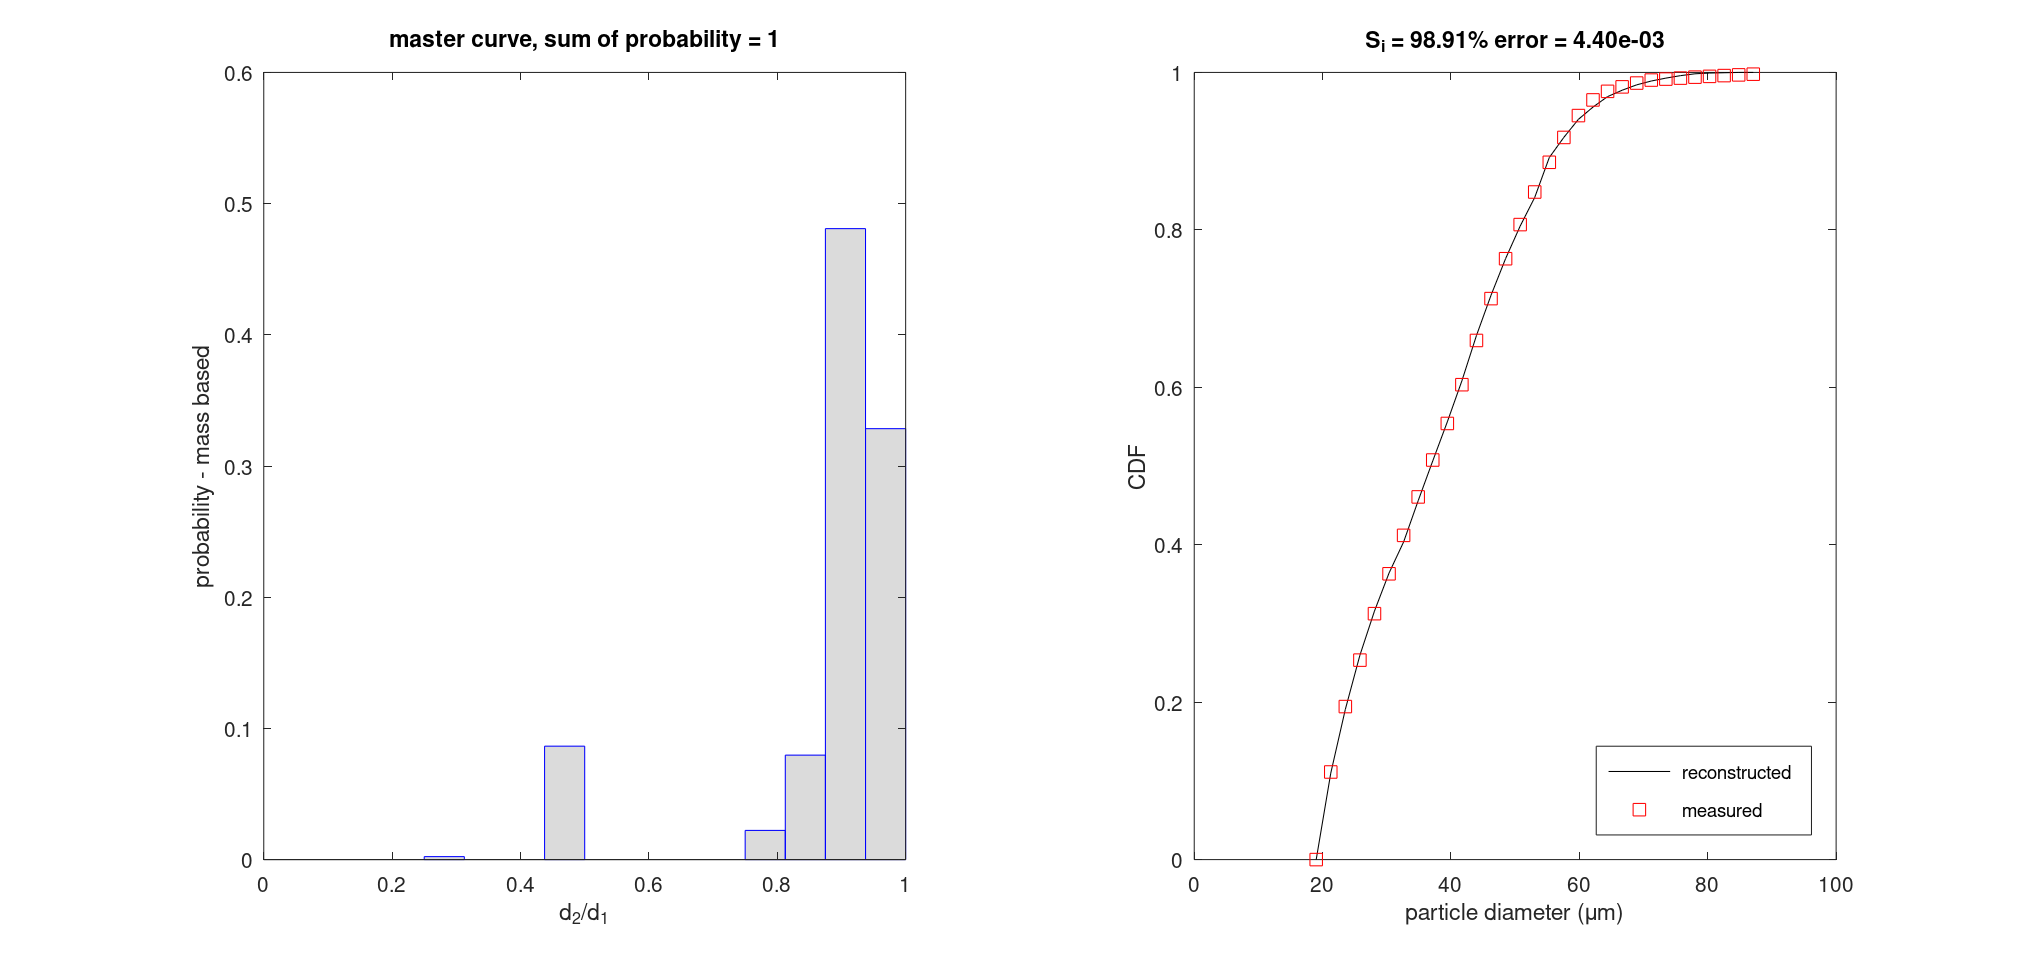 master curve, sum of probability = 1
0.6
0.5
0.4
0.3
0.2
0.1
0
probability - mass based
0 0.2 0.4 0.6 0.8 1
d2/d1
Si = 98.91% error = 4.40e-03
1
0.8
0.6
0.4
0.2
0
CDF
reconstructed
measured
0 20 40 60 80 100
particle diameter (µm)